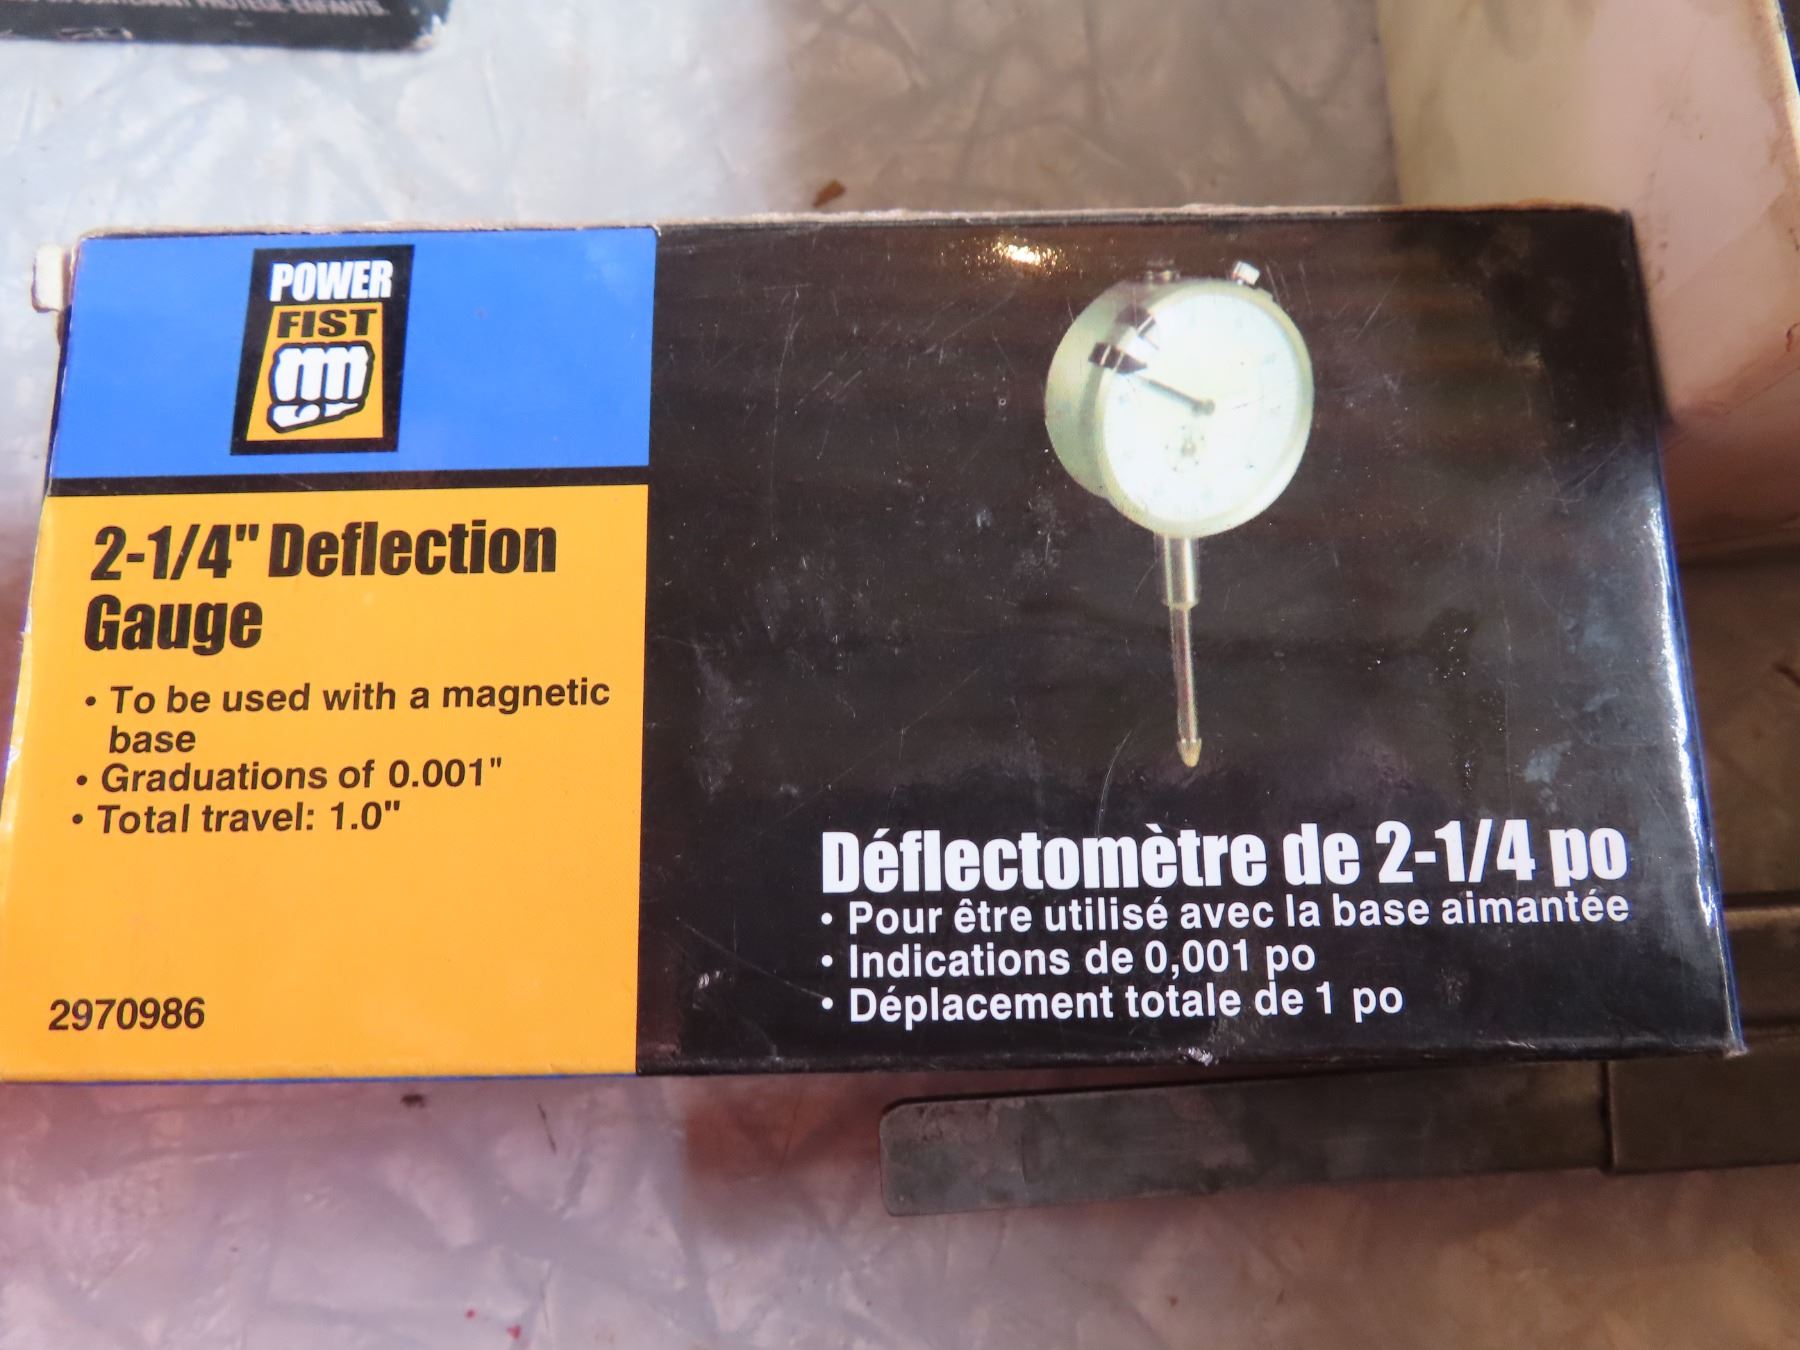 PROTÈGE-ENFANTS
POWER
FIST
2-1/4" Deflection
Gauge
• To be used with a magnetic
base
• Graduations of 0.001"
• Total travel: 1.0"
2970986
Déflectomètre de 2-1/4 po
• Pour être utilisé avec la base aimantée
• Indications de 0,001 po
• Déplacement totale de 1 po